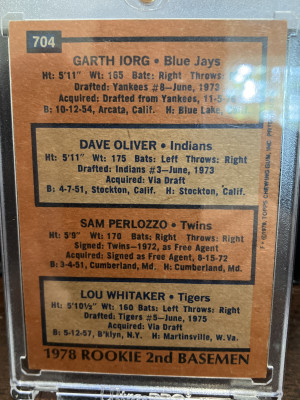 704
GARTH IORG • Blue Jays
Ht: 5'11" Wt: 165 Bats: Right Throws:
Drafted: Yankees #8—June, 1973
Acquired: Drafted from Yankees, 11-5-
B: 10-12-54, Arcata, Calif. H: Blue Lake,
DAVE OLIVER • Indians
Ht: 5'11" Wt: 175 Bats: Left Throws: Right
Drafted: Indians #3—June, 1973
Acquired: Via Draft
B: 4-7-51, Stockton, Calif. H: Stockton, Calif.
SAM PERLOZZO • Twins
Ht: 5'9" Wt: 170 Bats: Right Throws: Right
Signed: Twins—1972, as Free Agent
Acquired: Signed as Free Agent, 8-15-72
B: 3-4-51, Cumberland, Md. H: Cumberland, Md.
LOU WHITAKER • Tigers
Ht: 5'10½" Wt: 160 Bats: Left Throws: Right
Drafted: Tigers #5—June, 1975
Acquired: Via Draft
B: 5-12-57, B'klyn, N.Y. H: Martinsville, W. Va.
1978 ROOKIE 2nd BASEMEN
* ©1978 TOPPS CHEWING GUM, INC.